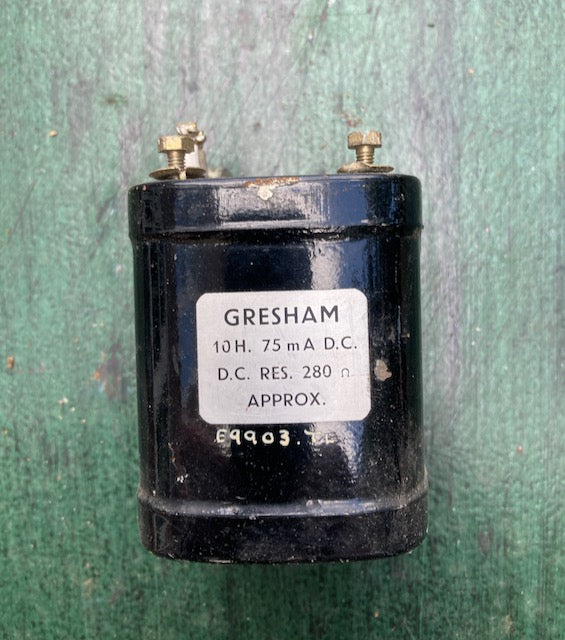 GRESHAM
10H. 75 mA D.C.
D.C. RES. 280 Ω
APPROX.
E9903.